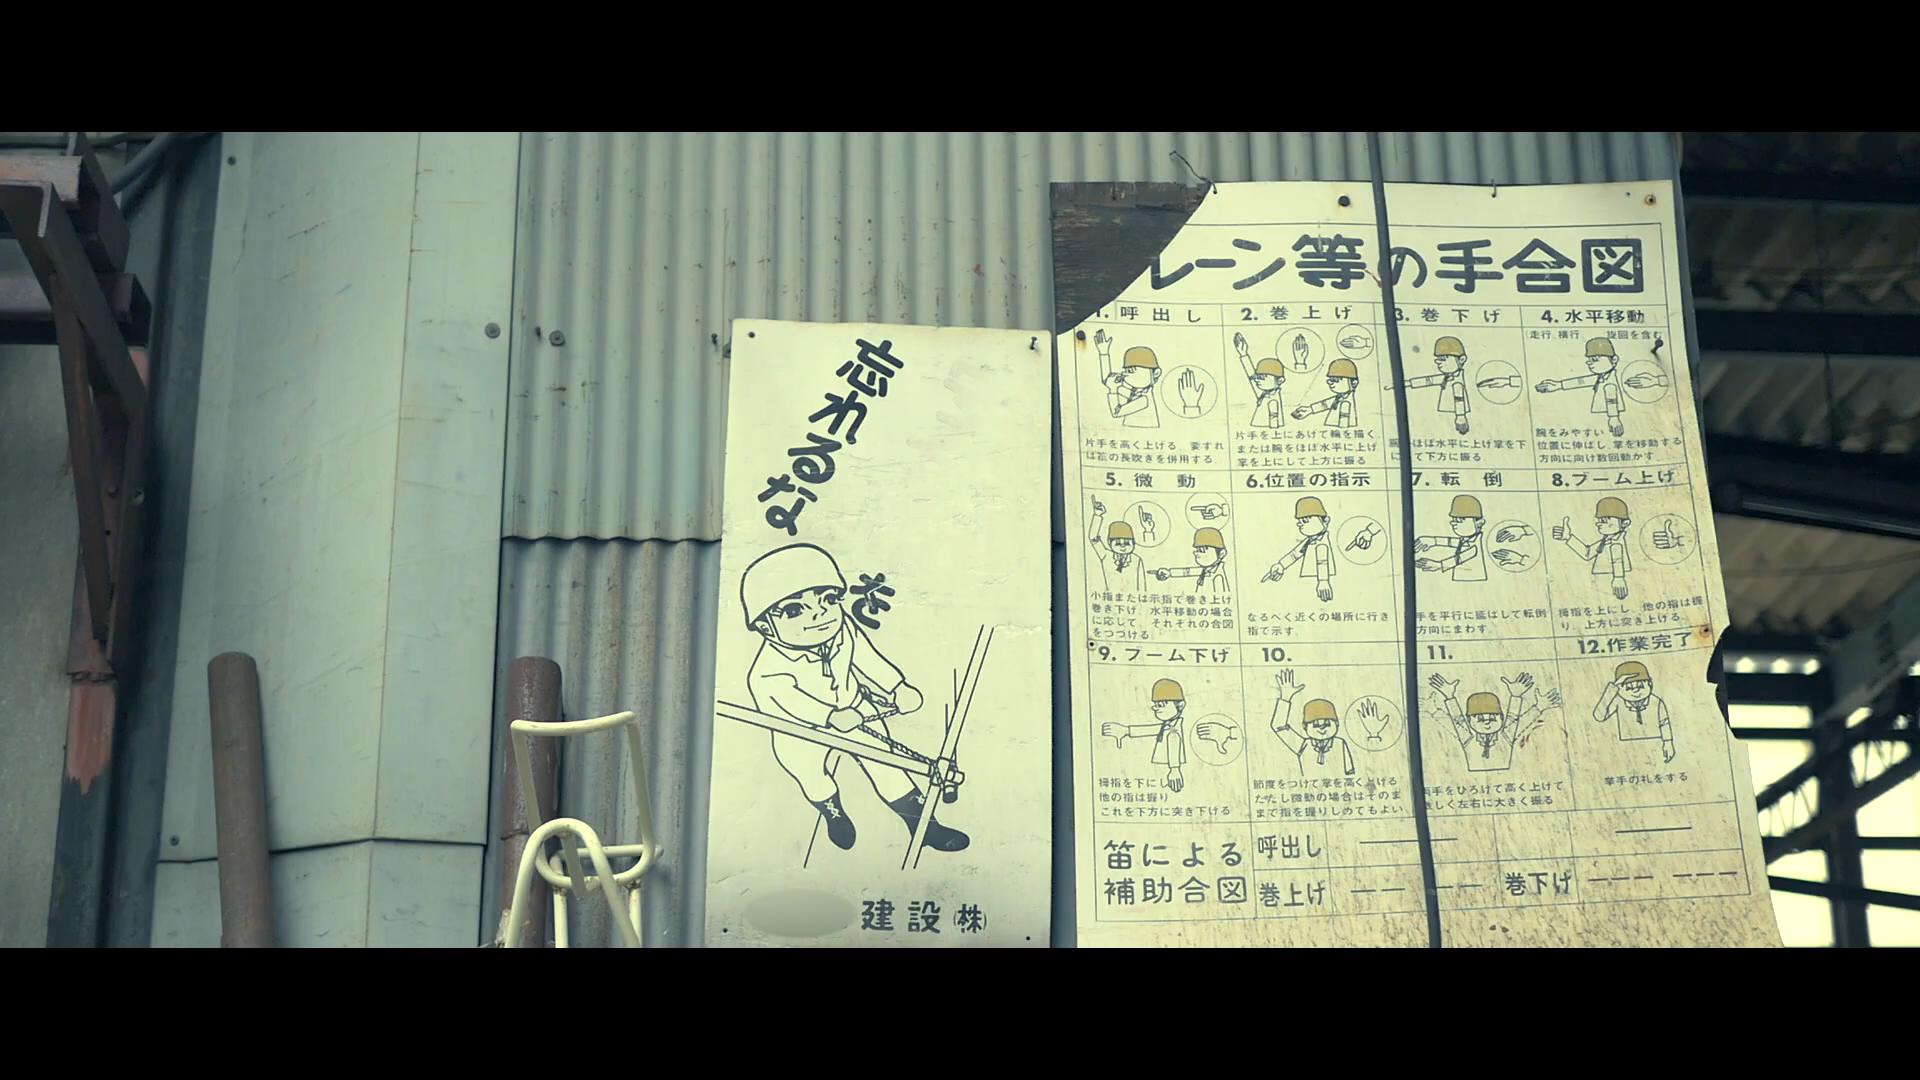 忘れるな
を
建設(株)
レーン等の手合図
1. 呼出し
2. 巻上げ
3. 巻下げ
4. 水平移動
(走行、横行、旋回を含む)
片手を高く上げる。要すれ
ば笛の長吹きを併用する
片手を上にあげて輪を描く
または腕をほぼ水平に上げ
掌を上にして上方に振る
腕 ほぼ水平に上げ掌を下
に て下方に振る
腕をみやすい
位置に伸ばし、掌を移動する
方向に向け数回動かす
5. 微動
6.位置の指示
7. 転倒
8.ブーム上げ
小指または示指で巻き上げ
巻き下げ、水平移動の場合
に応じて、それぞれの合図
をつづける
なるべく近くの場所に行き
指で示す
手を平行に延ばして転倒
方向にまわす
拇指を上にし、他の指は握
り、上方に突き上げる
9. ブーム下げ
10.
11.
12.作業完了
拇指を下にし
他の指は握り
これを下方に突き下げる
節度をつけて掌を高く上げる
ただし微動の場合はそのま
まで指を握りしめてもよい
両手をひろげて高く上げて
激しく左右に大きく振る
挙手の礼をする
笛による
補助合図
呼出し
巻上げ
巻下げ